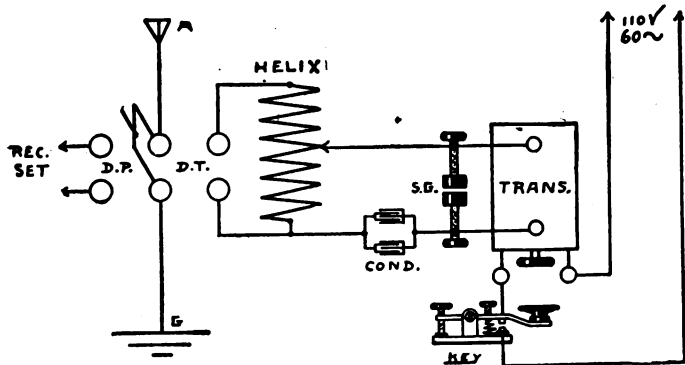 110V
60~
A
HELIX
REC.
SET
D.P.
D.T.
S.G.
TRANS.
COND.
G
KEY